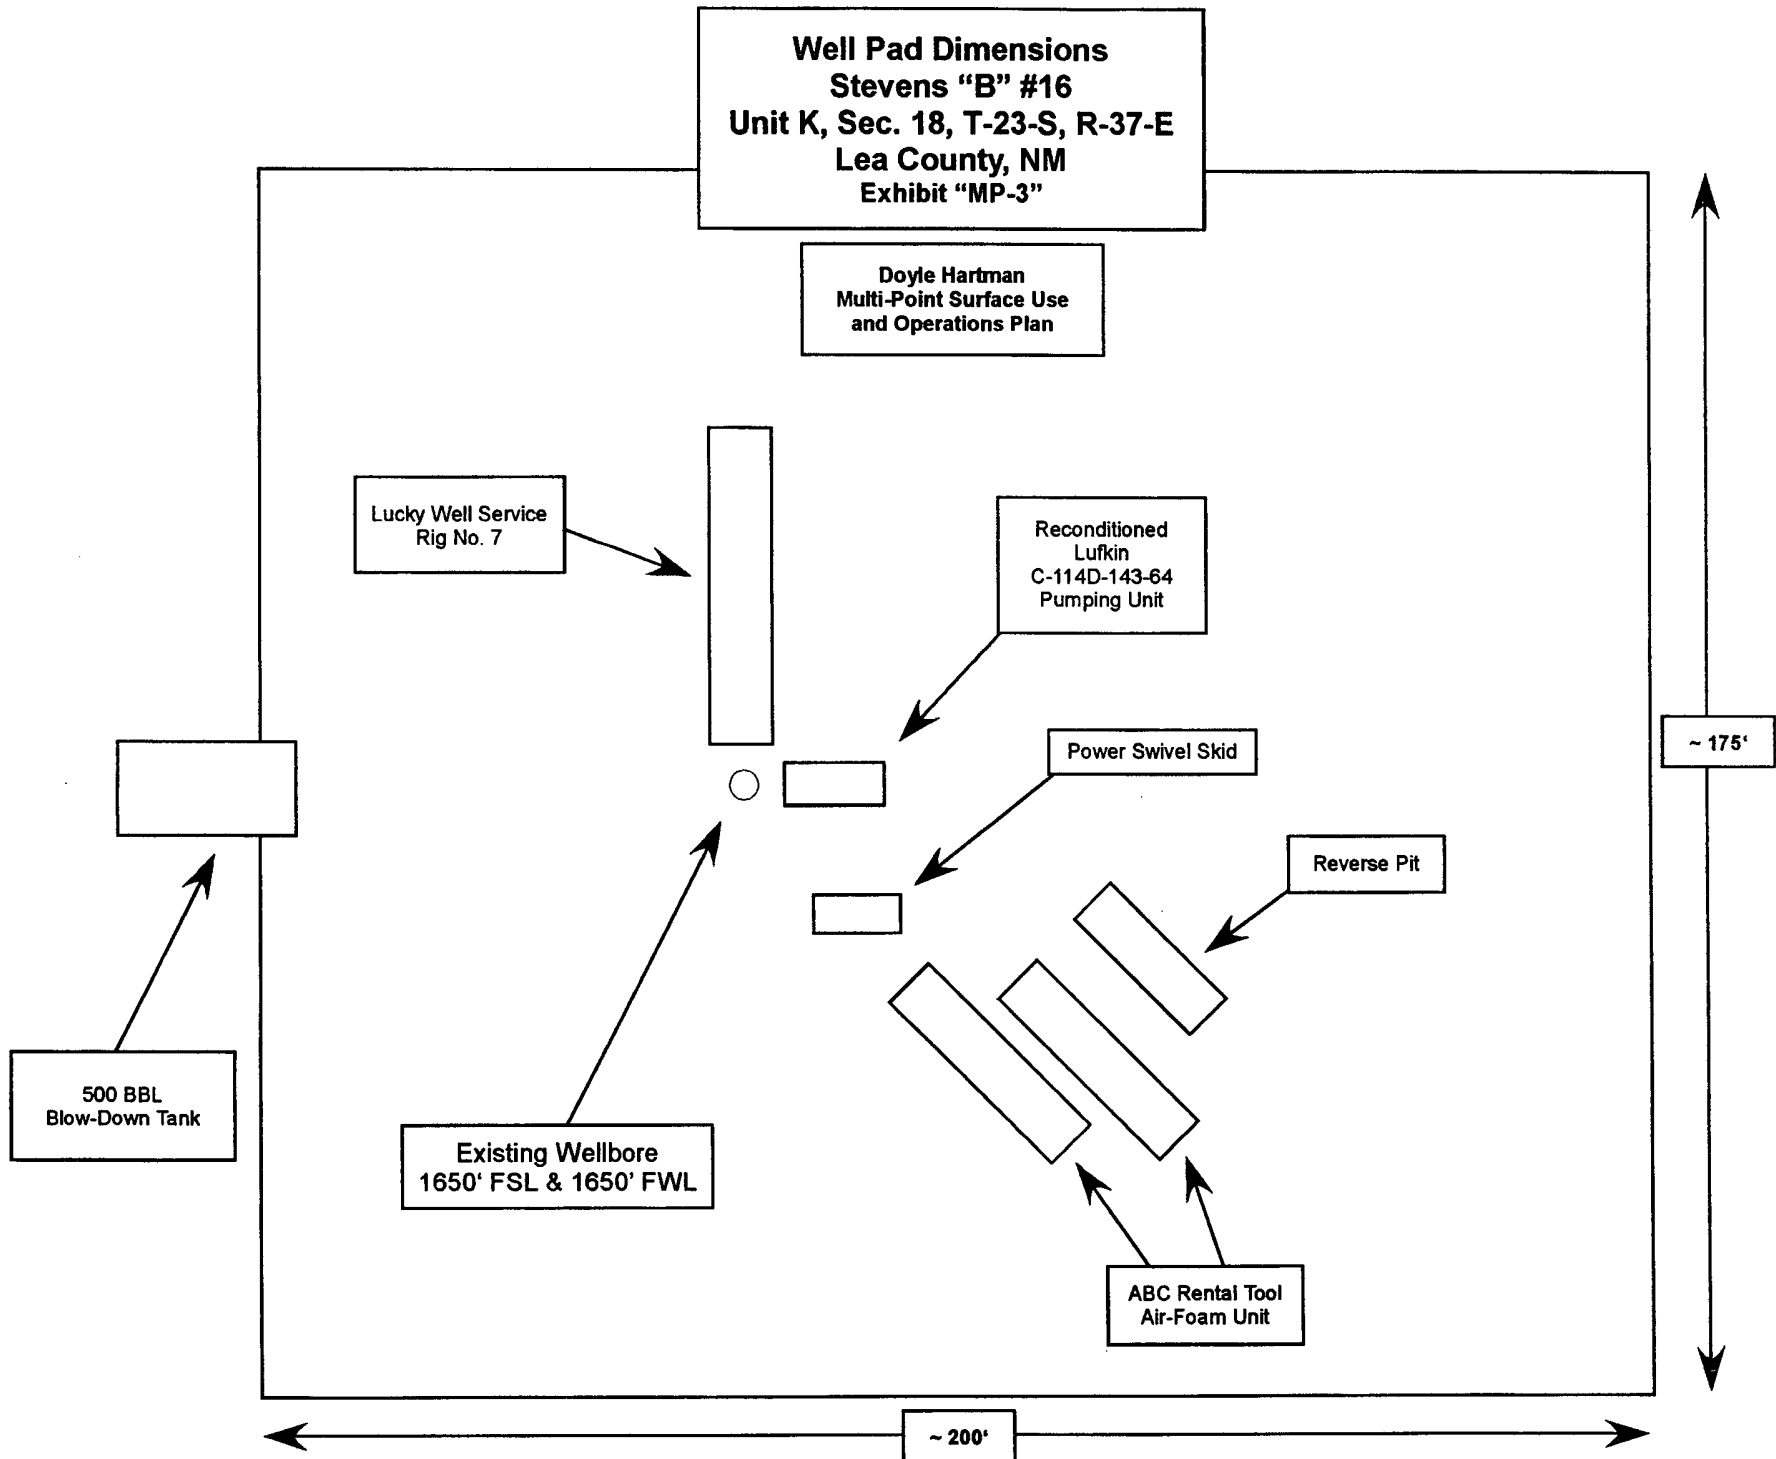 Well Pad Dimensions
Stevens “B” #16
Unit K, Sec. 18, T-23-S, R-37-E
Lea County, NM
Exhibit “MP-3”
Doyle Hartman
Multi-Point Surface Use
and Operations Plan
Lucky Well Service
Rig No. 7
Reconditioned
Lufkin
C-114D-143-64
Pumping Unit
~ 175‘
Power Swivel Skid
Reverse Pit
500 BBL
Blow-Down Tank
Existing Wellbore
1650‘ FSL & 1650’ FWL
ABC Rental Tool
Air-Foam Unit
~ 200‘